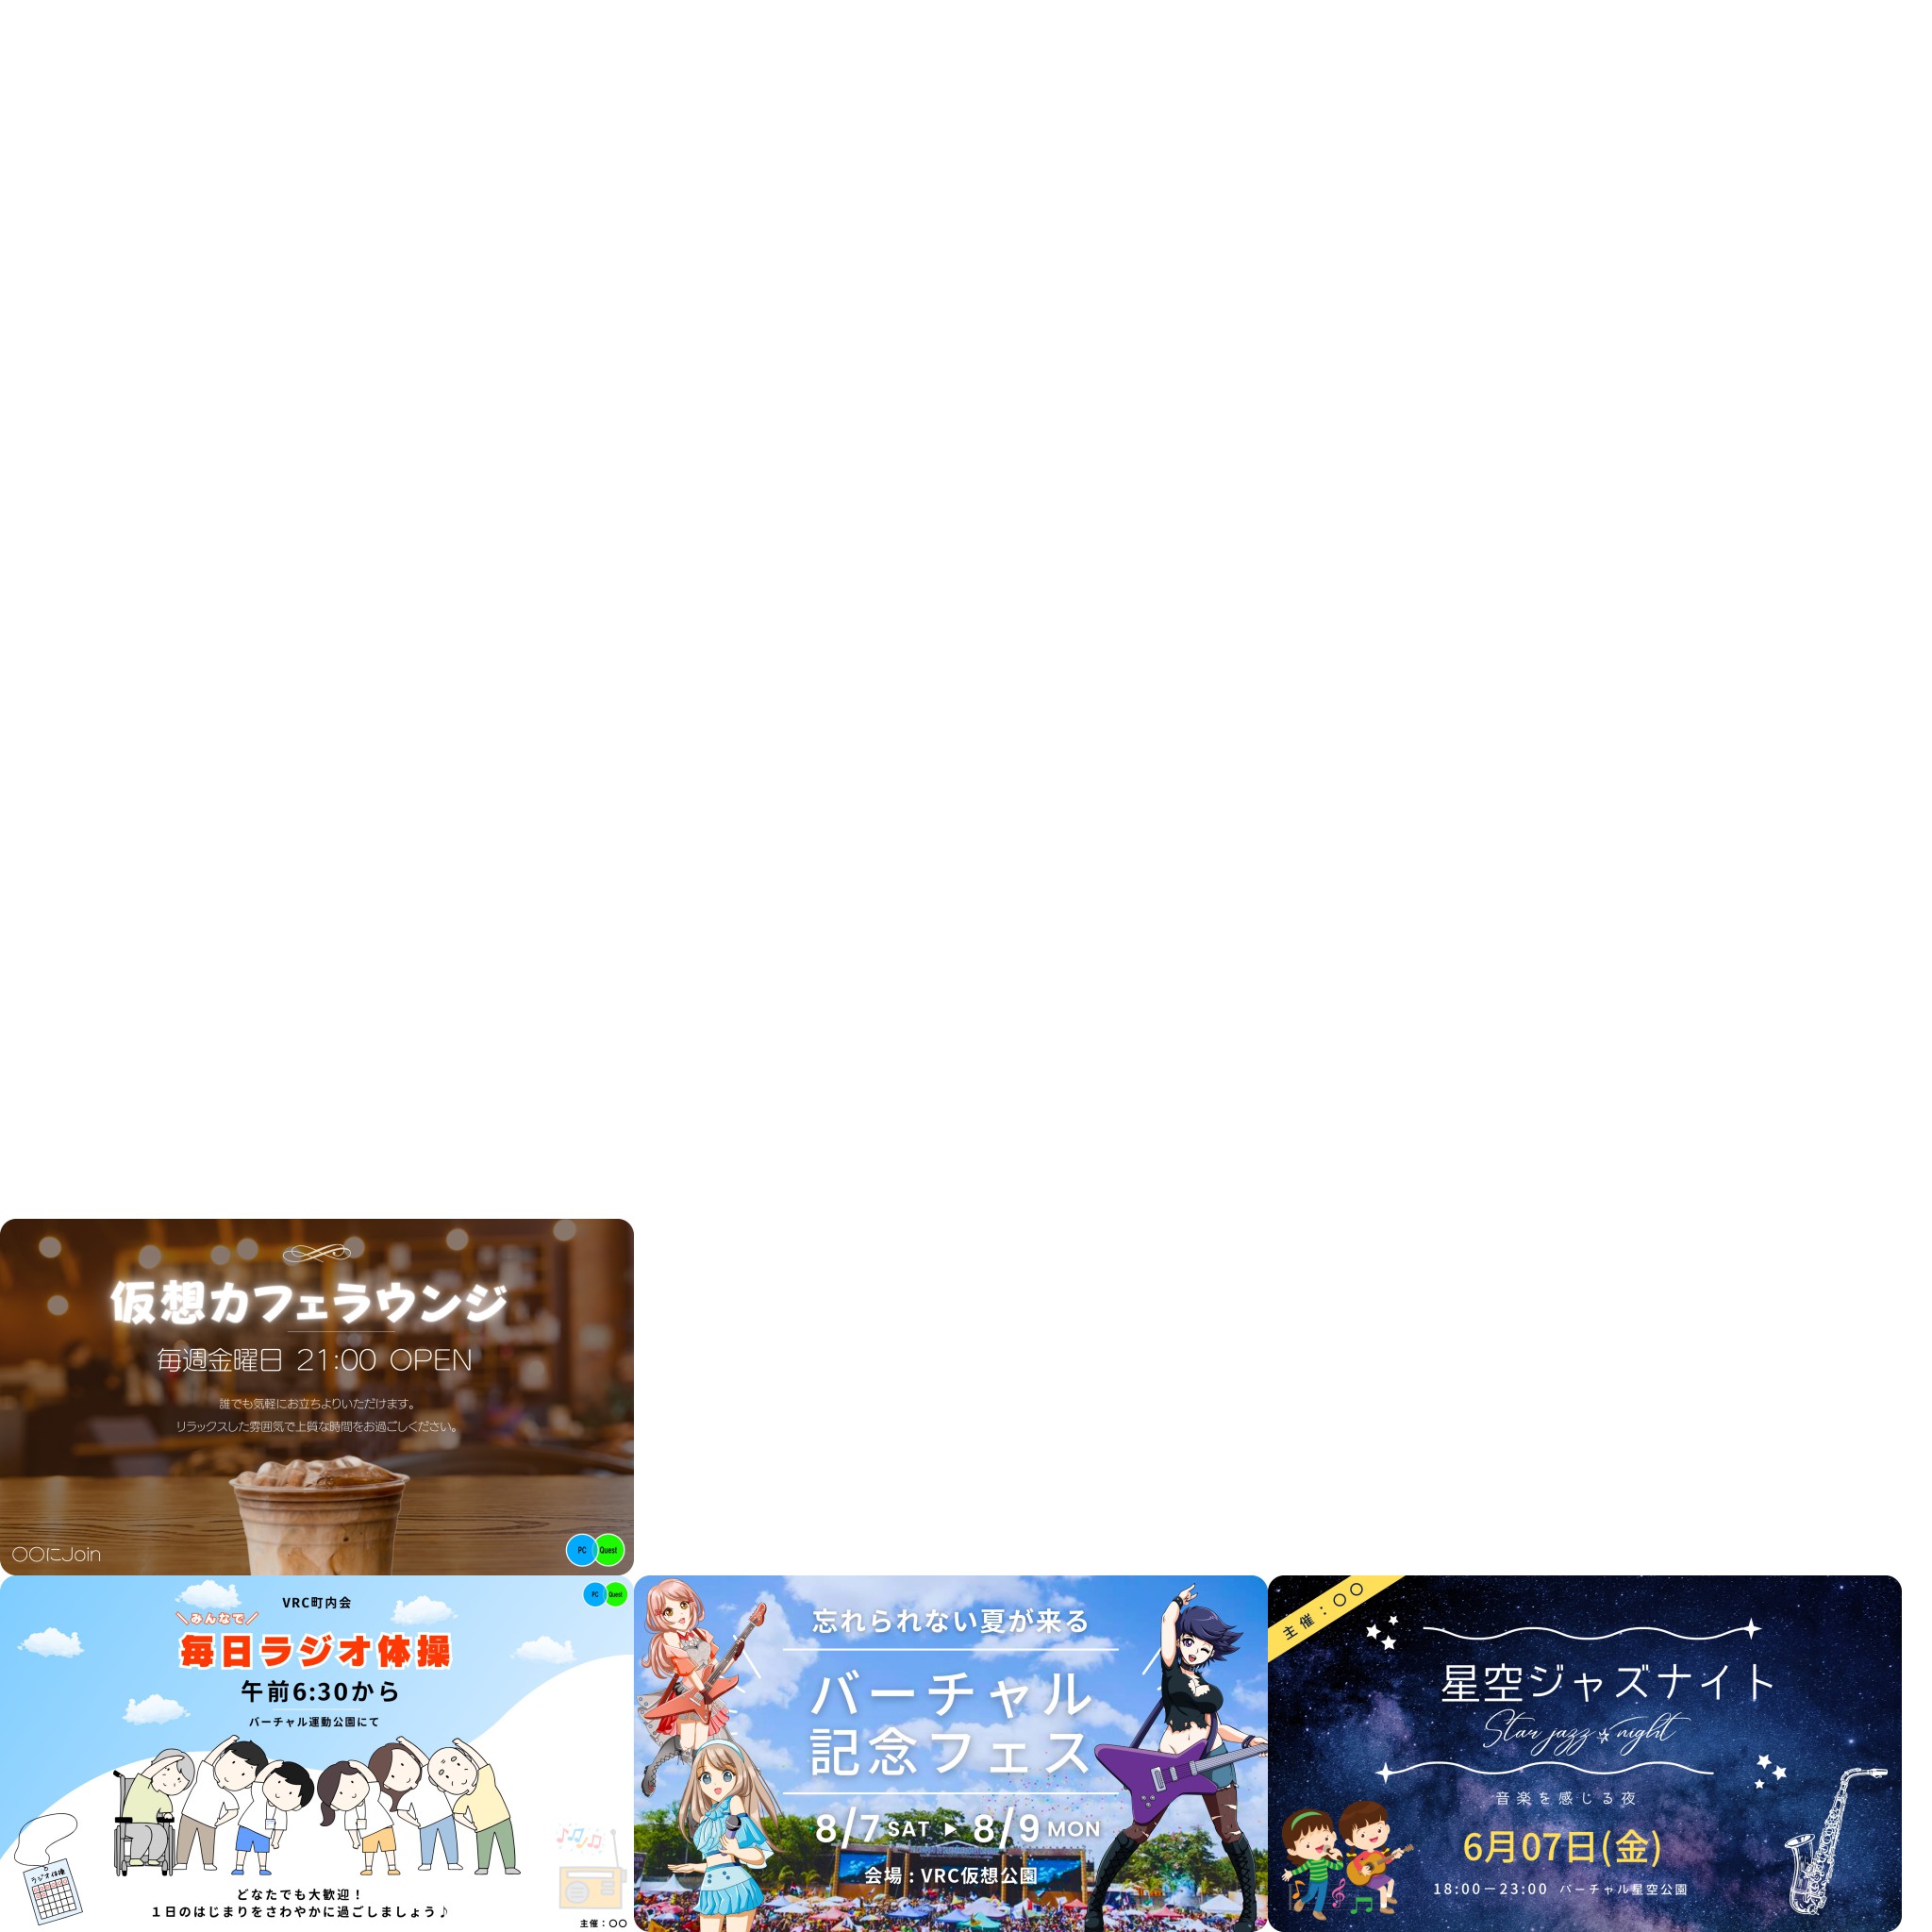 仮想カフェラウンジ
毎週金曜日 21:00 OPEN
誰でも気軽にお立ちよりいただけます。
リラックスした雰囲気で上質な時間をお過ごしください。
〇〇にJoin
PC Quest
VRC町内会
PC Quest
＼みんなで／
毎日ラジオ体操
午前6:30から
バーチャル運動公園にて
ラジオ体操
どなたでも大歓迎！
１日のはじまりをさわやかに過ごしましょう♪
主催：〇〇
忘れられない夏が来る
バーチャル
記念フェス
8/7 SAT ▶ 8/9 MON
会場 : VRC仮想公園
主催：〇〇
星空ジャズナイト
Star jazz night
音楽を感じる夜
6月07日(金)
18:00ー23:00 バーチャル星空公園